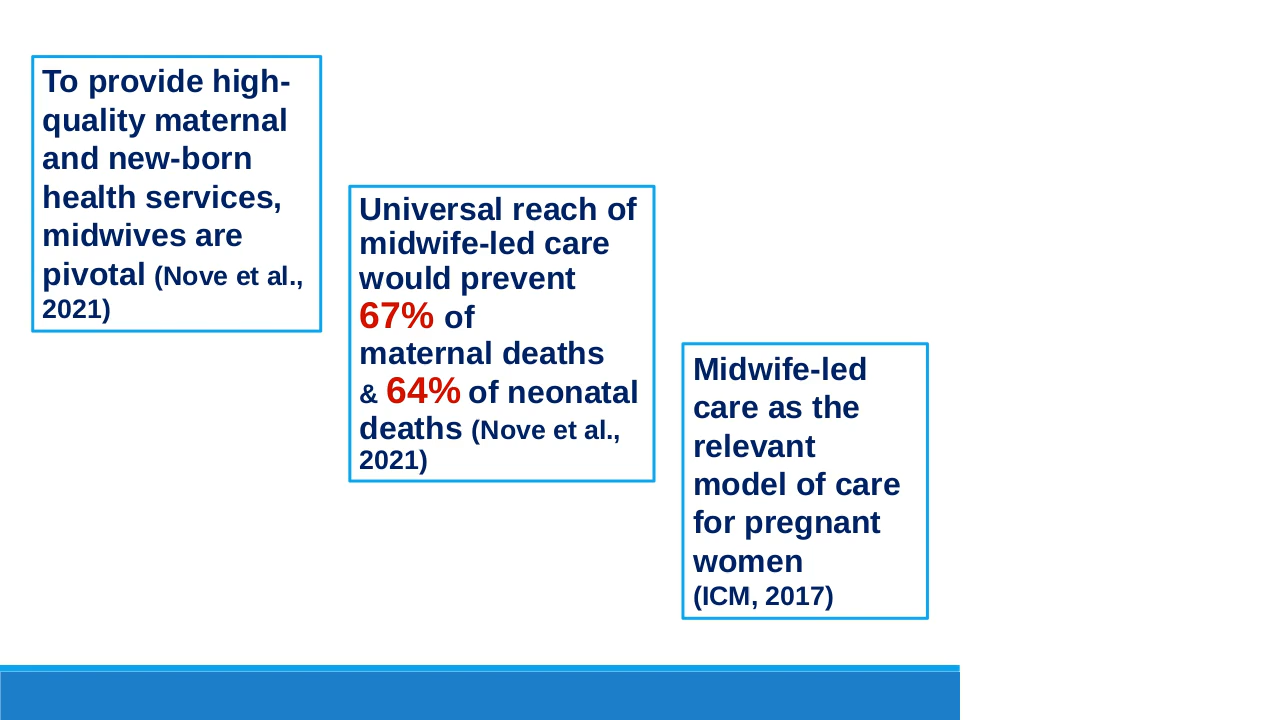 To provide high-
quality maternal
and new-born
health services,
midwives are
pivotal (Nove et al.,
2021)
Universal reach of
midwife-led care
would prevent
67% of
maternal deaths
& 64% of neonatal
deaths (Nove et al.,
2021)
Midwife-led
care as the
relevant
model of care
for pregnant
women
(ICM, 2017)